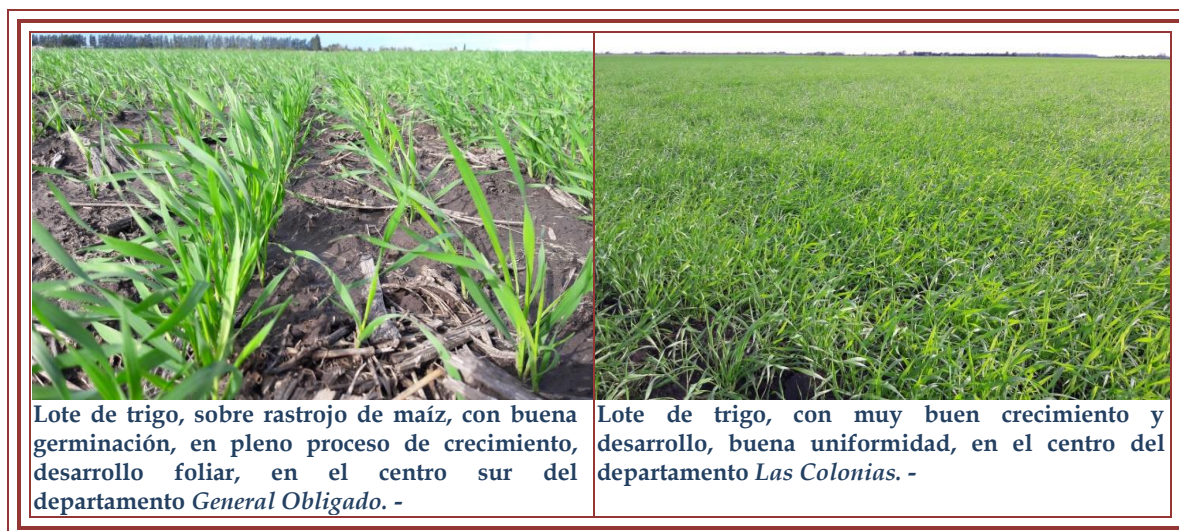 Lote de trigo, sobre rastrojo de maíz, con buena
germinación, en pleno proceso de crecimiento,
desarrollo foliar, en el centro sur del
departamento General Obligado. -
Lote de trigo, con muy buen crecimiento y
desarrollo, buena uniformidad, en el centro del
departamento Las Colonias. -